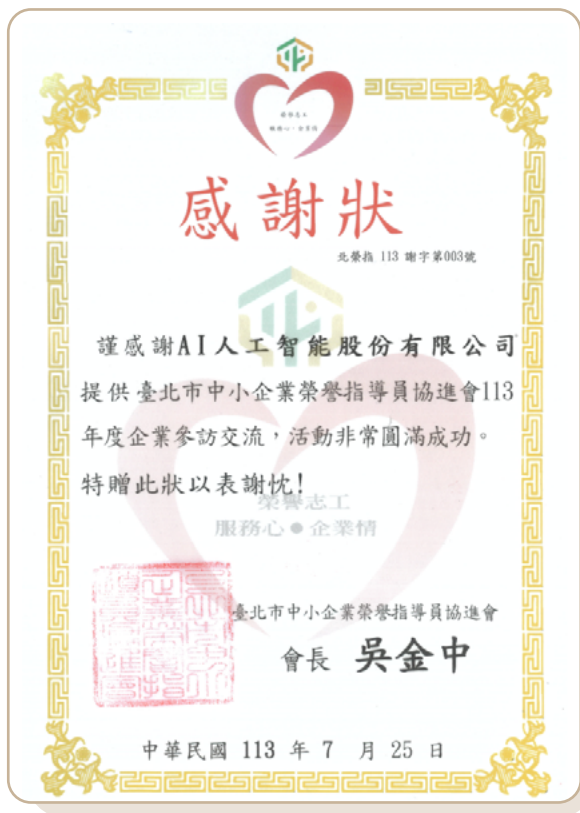 榮譽志工
服務心●企業情
感謝狀
北榮指 113 謝字第003號
謹感謝AI人工智能股份有限公司
提供臺北市中小企業榮譽指導員協進會113
年度企業參訪交流，活動非常圓滿成功。
特贈此狀以表謝忱!
榮譽志工
服務心●企業情
臺北市中小企業榮譽指導員協進會
會長 吳金中
中華民國 113 年 7 月 25 日